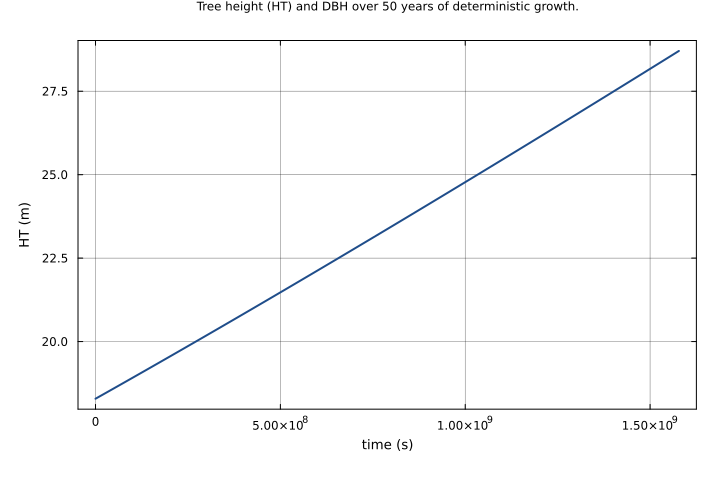 Tree height (HT) and DBH over 50 years of deterministic growth.
27.5
25.0
22.5
20.0
HT (m)
0
5.00×10⁸
1.00×10⁹
1.50×10⁹
time (s)